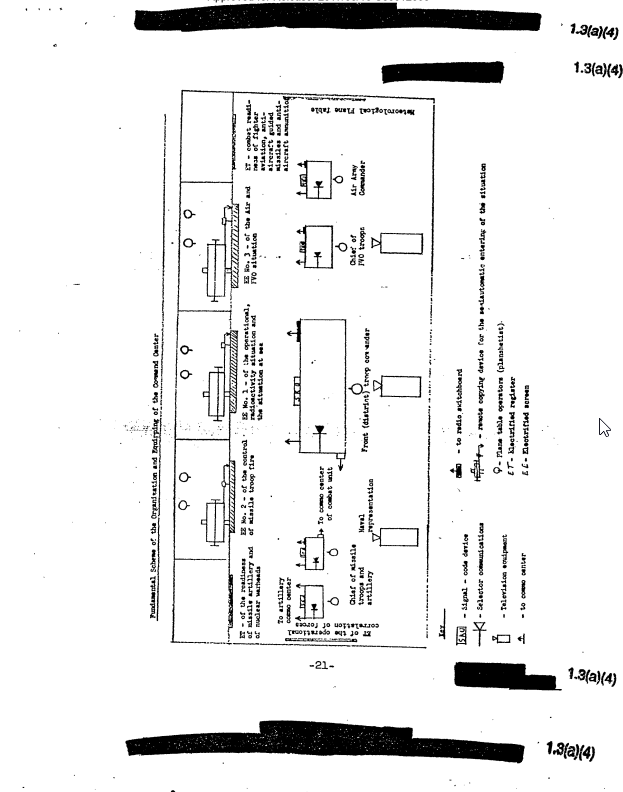 1.3(a)(4)
1.3(a)(4)
Fundamental Scheme of the Organization and Equipping of the Command Center
ET - of the readiness
of missile artillery and
of nuclear warheads
EE No. 2 - of the control
of missile troop fire
EE No. 1 - of the operational,
radioactivity situation and
the situation at sea
EE No. 3 - of the Air and
PVO situation
ET - combat readi-
ness of fighter
aviation, anti-
aircraft guided
missiles and anti-
aircraft ammunition
To artillery
commo center
To commo center
of combat unit
Chief of missile
troops and
artillery
Naval
representation
Front (district) troop commander
Chief of
PVO troops
Air Army
Commander
ET of the operational
correlation of forces
Meteorological Plane Table
Key
SAU - Signal - code device
- Selector communications
- Television equipment
- to commo center
- to radio switchboard
- remote copying device for the semiautomatic entering of the situation
- Plane table operators (planshetist)
ET - Electrified register
EE - Electrified screen
-21-
1.3(a)(4)
1.3(a)(4)